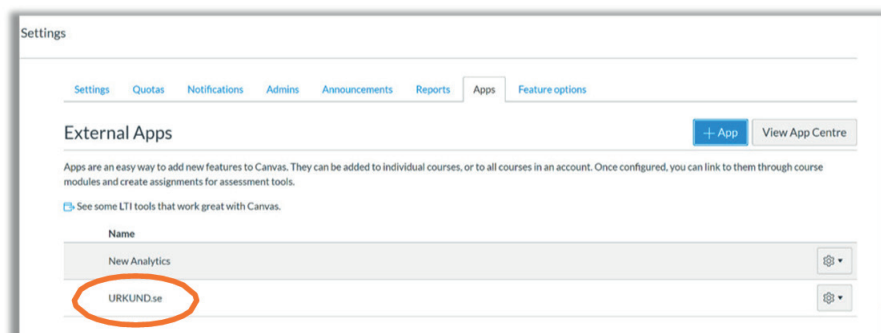 Settings
Settings Quotas Notifications Admins Announcements Reports Apps Feature options
External Apps
+ App View App Centre
Apps are an easy way to add new features to Canvas. They can be added to individual courses, or to all courses in an account. Once configured, you can link to them through course
modules and create assignments for assessment tools.
See some LTI tools that work great with Canvas.
Name
New Analytics
URKUND.se